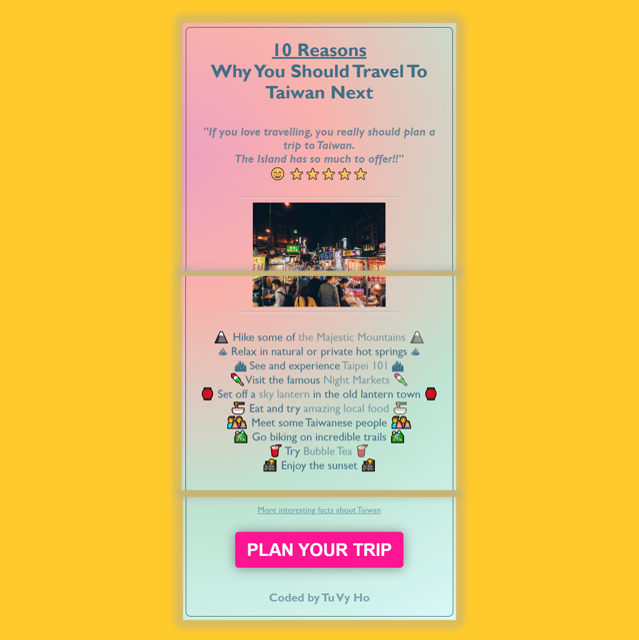 10 Reasons
Why You Should Travel To
Taiwan Next
"If you love travelling, you really should plan a
trip to Taiwan.
The Island has so much to offer!!"
Hike some of the Majestic Mountains
Relax in natural or private hot springs
See and experience Taipei 101
Visit the famous Night Markets
Set off a sky lantern in the old lantern town
Eat and try amazing local food
Meet some Taiwanese people
Go biking on incredible trails
Try Bubble Tea
Enjoy the sunset
More interesting facts about Taiwan
PLAN YOUR TRIP
Coded by Tu Vy Ho